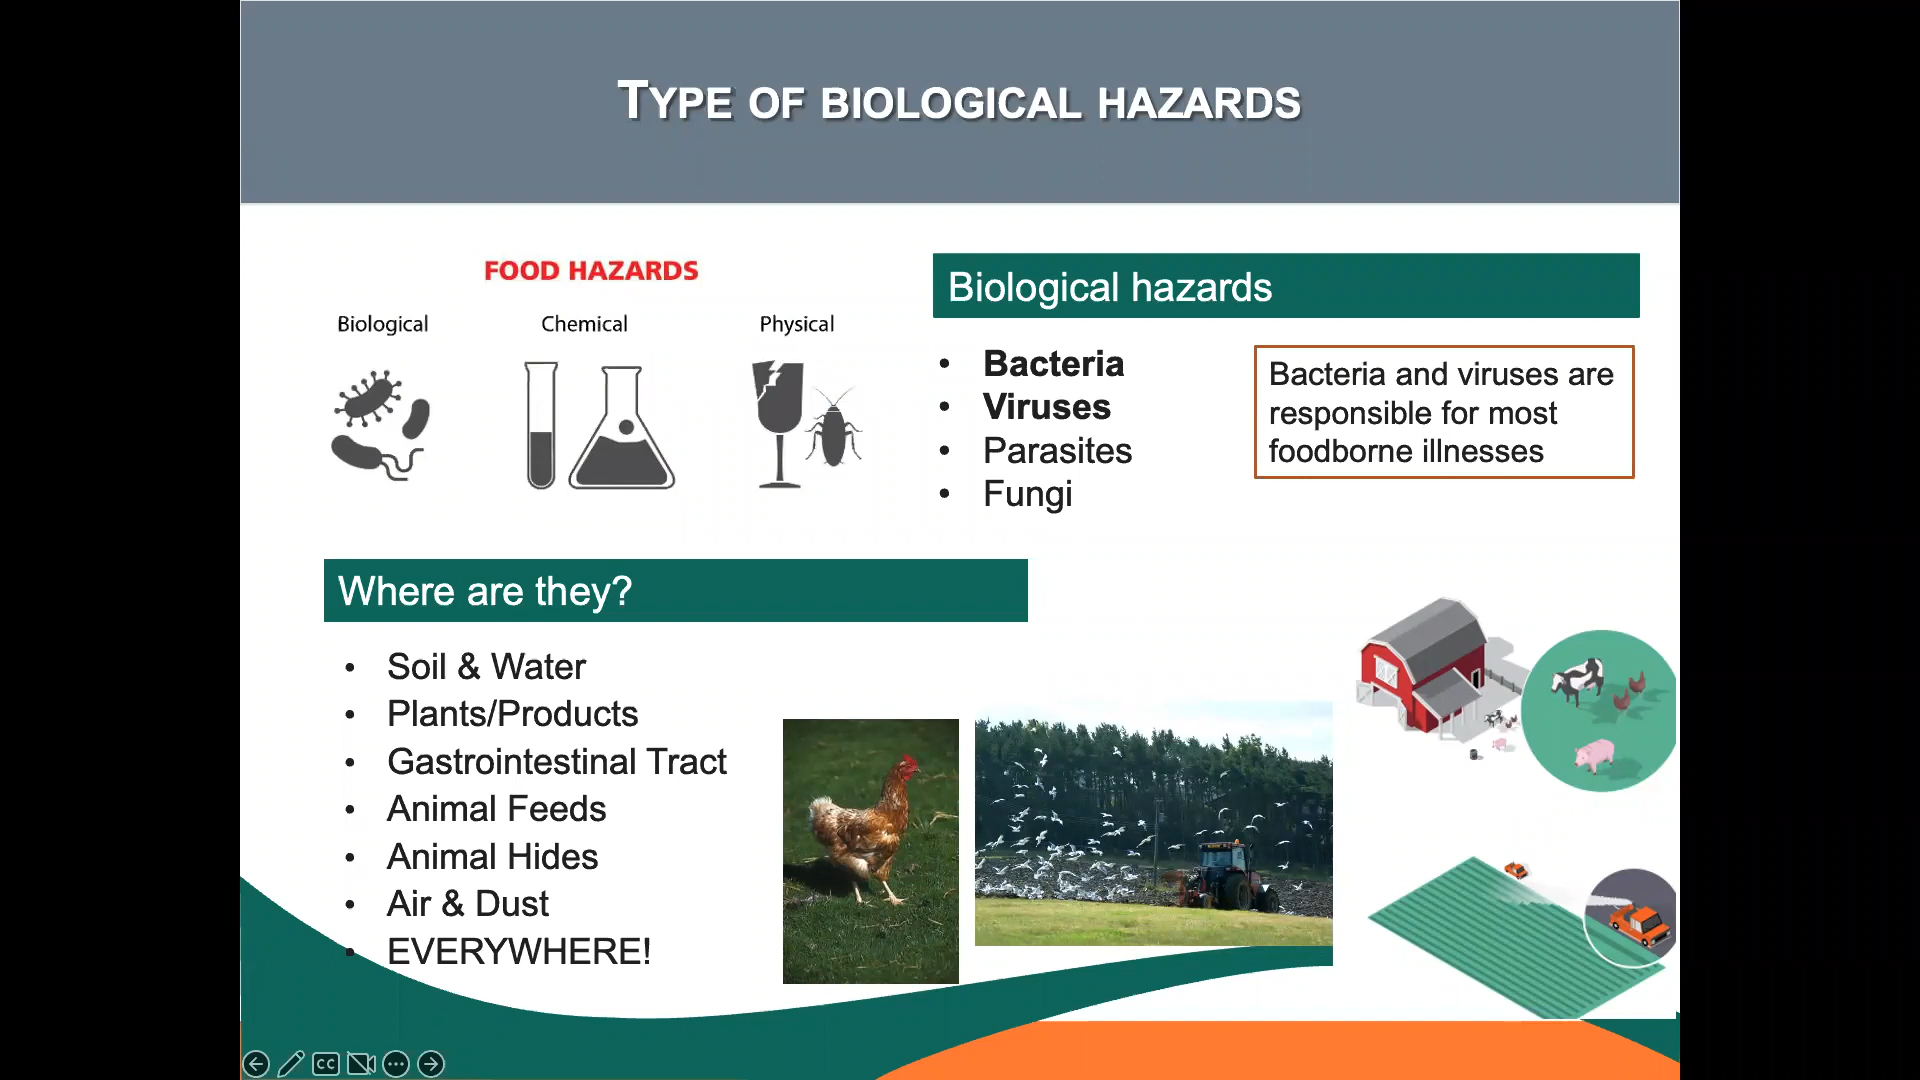 TYPE OF BIOLOGICAL HAZARDS
FOOD HAZARDS
Biological
Chemical
Physical
Biological hazards
• Bacteria
• Viruses
• Parasites
• Fungi
Bacteria and viruses are
responsible for most
foodborne illnesses
Where are they?
• Soil & Water
• Plants/Products
• Gastrointestinal Tract
• Animal Feeds
• Animal Hides
• Air & Dust
• EVERYWHERE!
CC